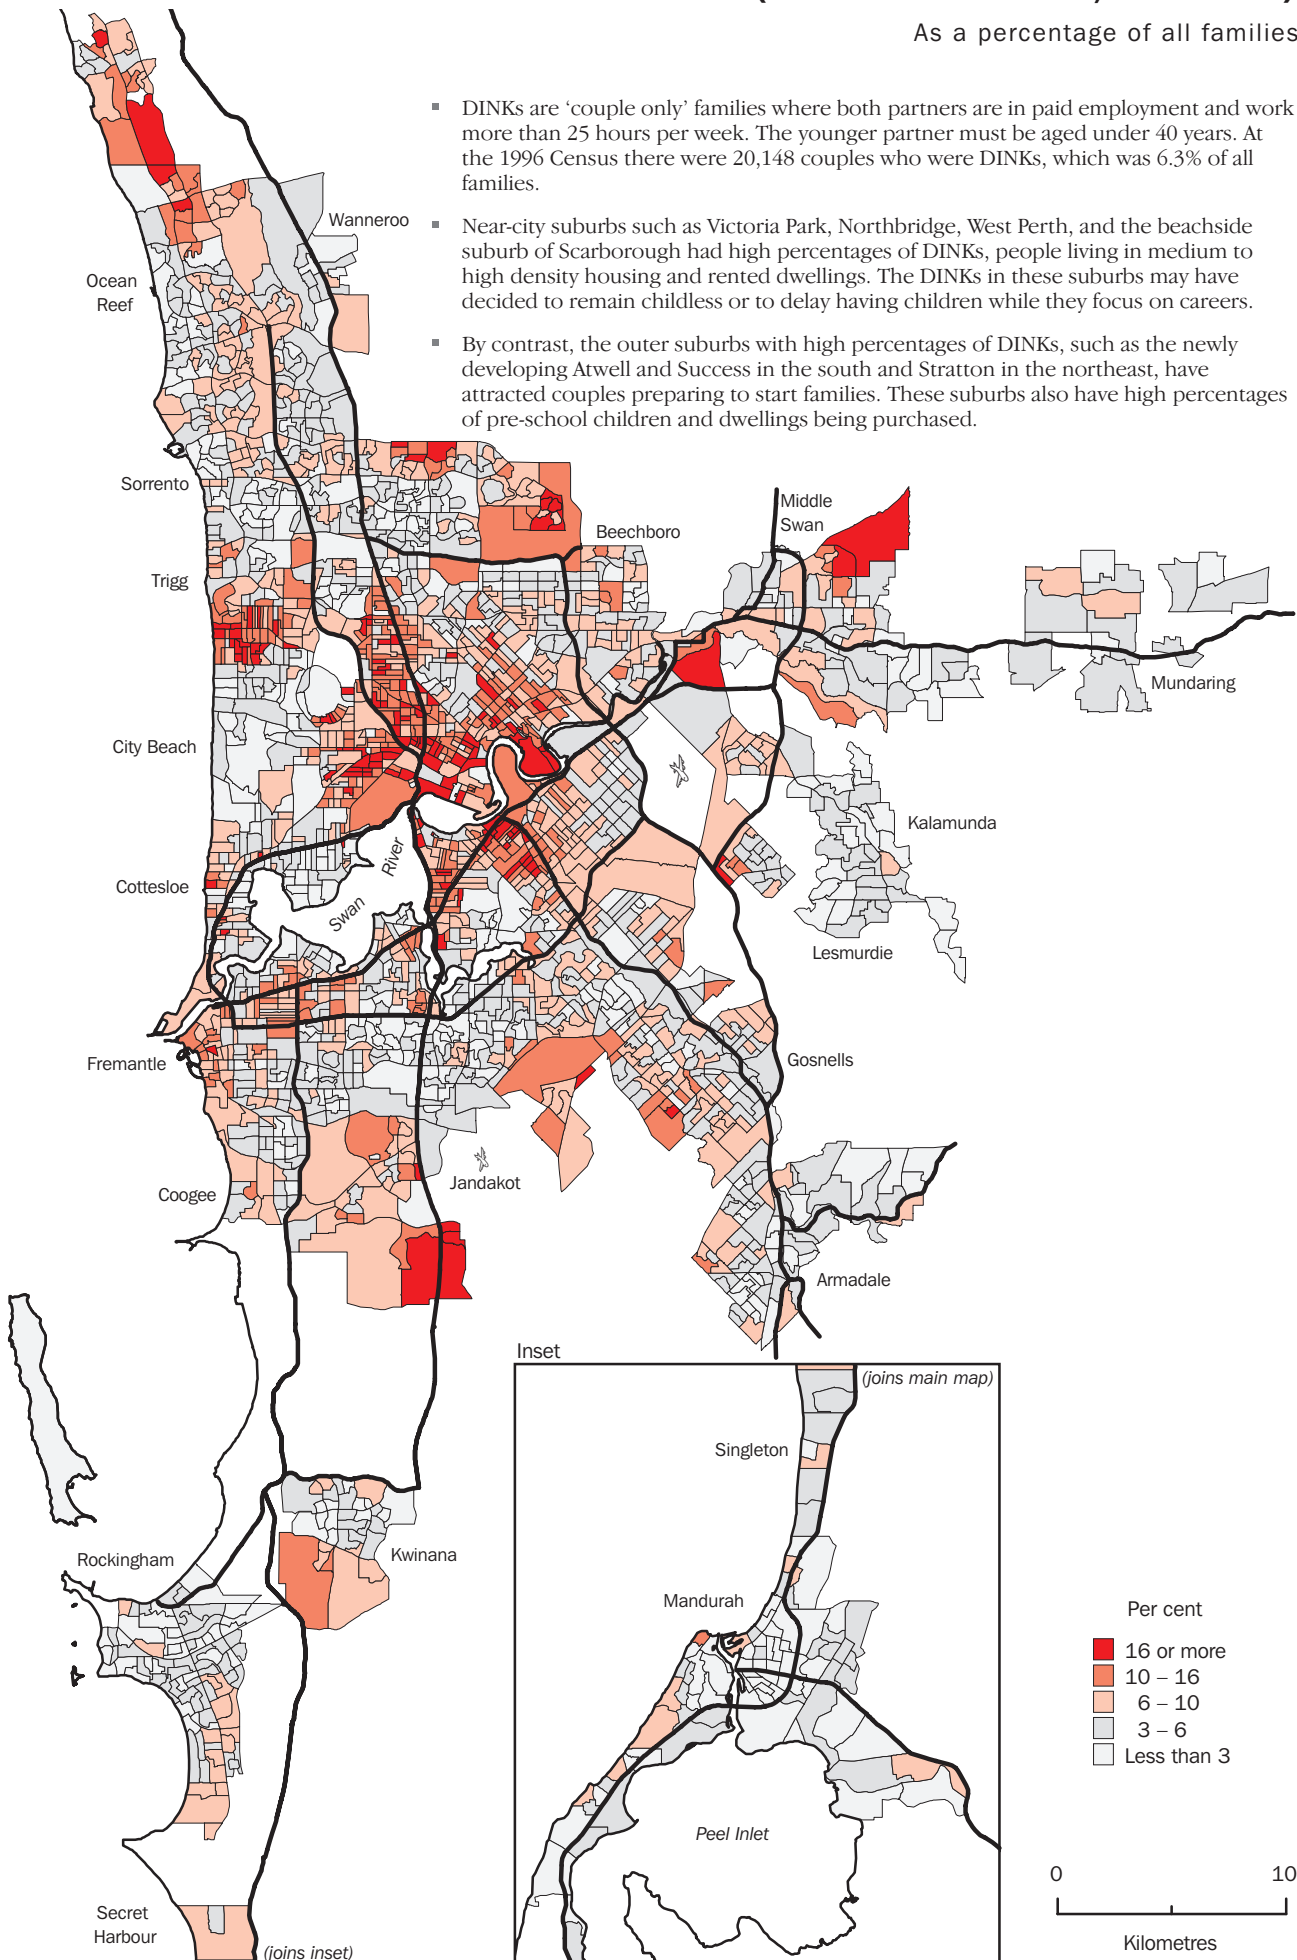 As a percentage of all families
▪ DINKs are ‘couple only’ families where both partners are in paid employment and work
more than 25 hours per week. The younger partner must be aged under 40 years. At
the 1996 Census there were 20,148 couples who were DINKs, which was 6.3% of all
families.
▪ Near-city suburbs such as Victoria Park, Northbridge, West Perth, and the beachside
suburb of Scarborough had high percentages of DINKs, people living in medium to
high density housing and rented dwellings. The DINKs in these suburbs may have
decided to remain childless or to delay having children while they focus on careers.
▪ By contrast, the outer suburbs with high percentages of DINKs, such as the newly
developing Atwell and Success in the south and Stratton in the northeast, have
attracted couples preparing to start families. These suburbs also have high percentages
of pre-school children and dwellings being purchased.
Wanneroo
Ocean
Reef
Sorrento
Middle
Swan
Beechboro
Trigg
Mundaring
City Beach
Kalamunda
River
Cottesloe
Swan
Lesmurdie
Fremantle
Gosnells
Jandakot
Coogee
Armadale
Inset
(joins main map)
Singleton
Rockingham
Kwinana
Mandurah
Per cent
16 or more
10 – 16
6 – 10
3 – 6
Less than 3
Peel Inlet
0 10
Kilometres
Secret
Harbour
(joins inset)